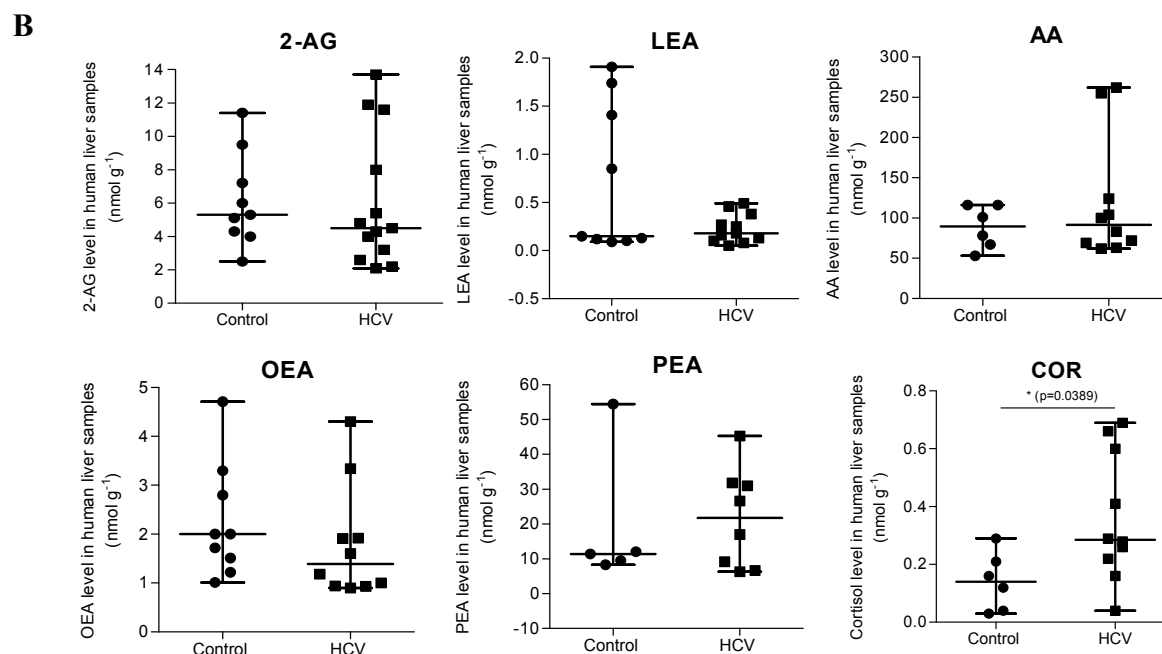 B
2-AG
2-AG level in human liver samples
(nmol g-1)
14
12
10
8
6
4
2
0
Control HCV
LEA
LEA level in human liver samples
(nmol g-1)
2.0
1.5
1.0
0.5
0.0
-0.5
Control HCV
AA
AA level in human liver samples
(nmol g-1)
300
250
200
150
100
50
0
Control HCV
OEA
OEA level in human liver samples
(nmol g-1)
5
4
3
2
1
0
Control HCV
PEA
PEA level in human liver samples
(nmol g-1)
60
50
40
30
20
10
0
-10
Control HCV
COR
Cortisol level in human liver samples
(nmol g-1)
* (p=0.0389)
0.8
0.6
0.4
0.2
0.0
Control HCV